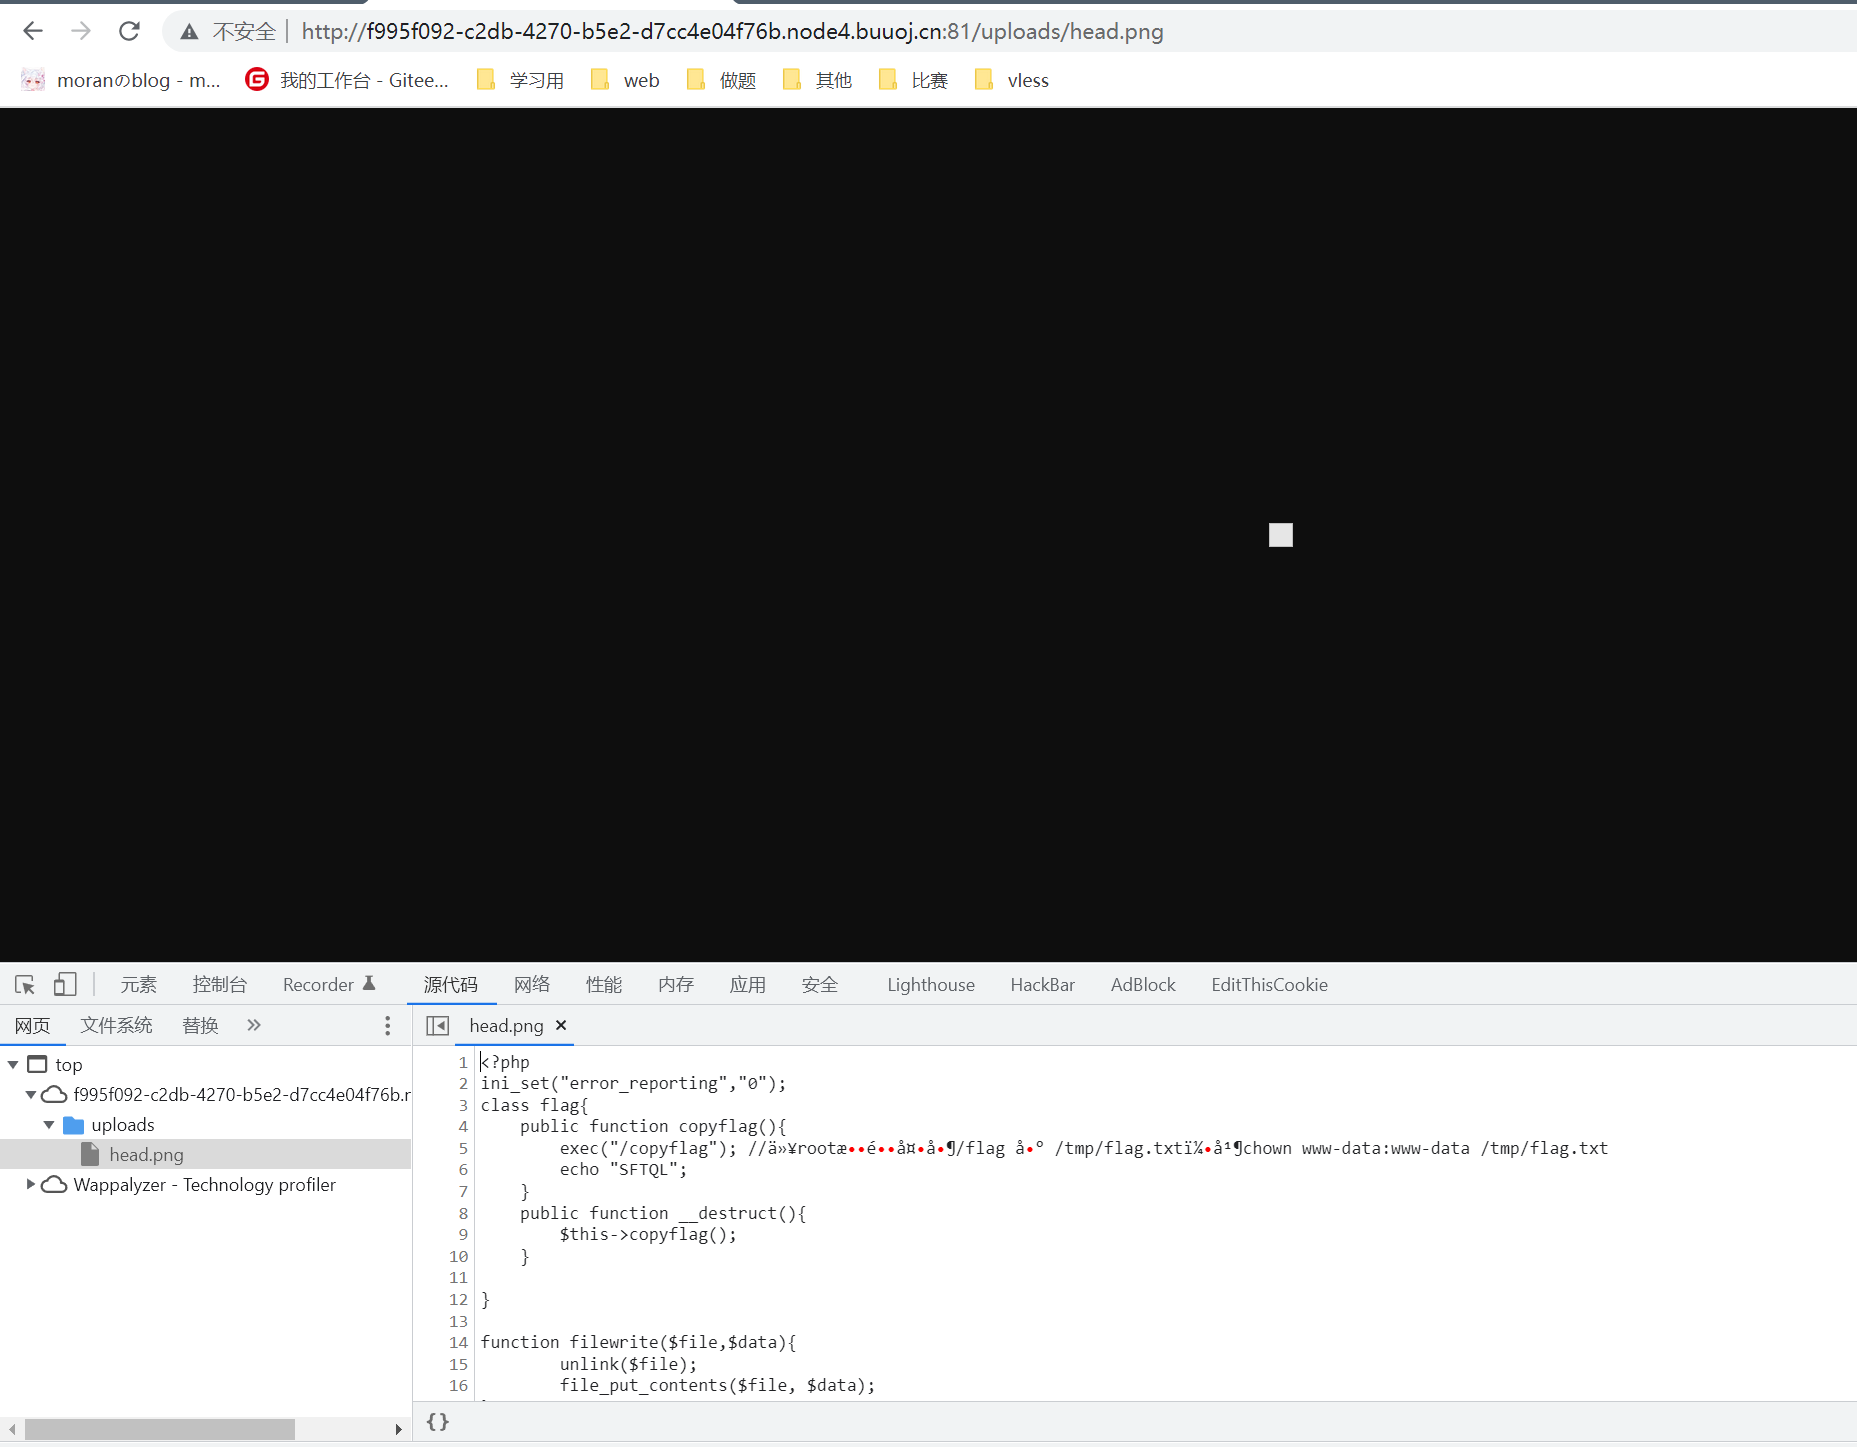 不安全 | http://f995f092-c2db-4270-b5e2-d7cc4e04f76b.node4.buuoj.cn:81/uploads/head.png
moranのblog - m... 我的工作台 - Gitee... 学习用 web 做题 其他 比赛 vless
元素 控制台 Recorder 源代码 网络 性能 内存 应用 安全 Lighthouse HackBar AdBlock EditThisCookie
网页 文件系统 替换 »
head.png ×
top
f995f092-c2db-4270-b5e2-d7cc4e04f76b.r
uploads
head.png
Wappalyzer - Technology profiler
1 <?php
2 ini_set("error_reporting","0");
3 class flag{
4 public function copyflag(){
5 exec("/copyflag"); //ä»¥rootæ••é••å¤•å•¶/flag å•º /tmp/flag.txtï¼•å¹¶chown www-data:www-data /tmp/flag.txt
6 echo "SFTQL";
7 }
8 public function __destruct(){
9 $this->copyflag();
10 }
11
12 }
13
14 function filewrite($file,$data){
15 unlink($file);
16 file_put_contents($file, $data);
{}